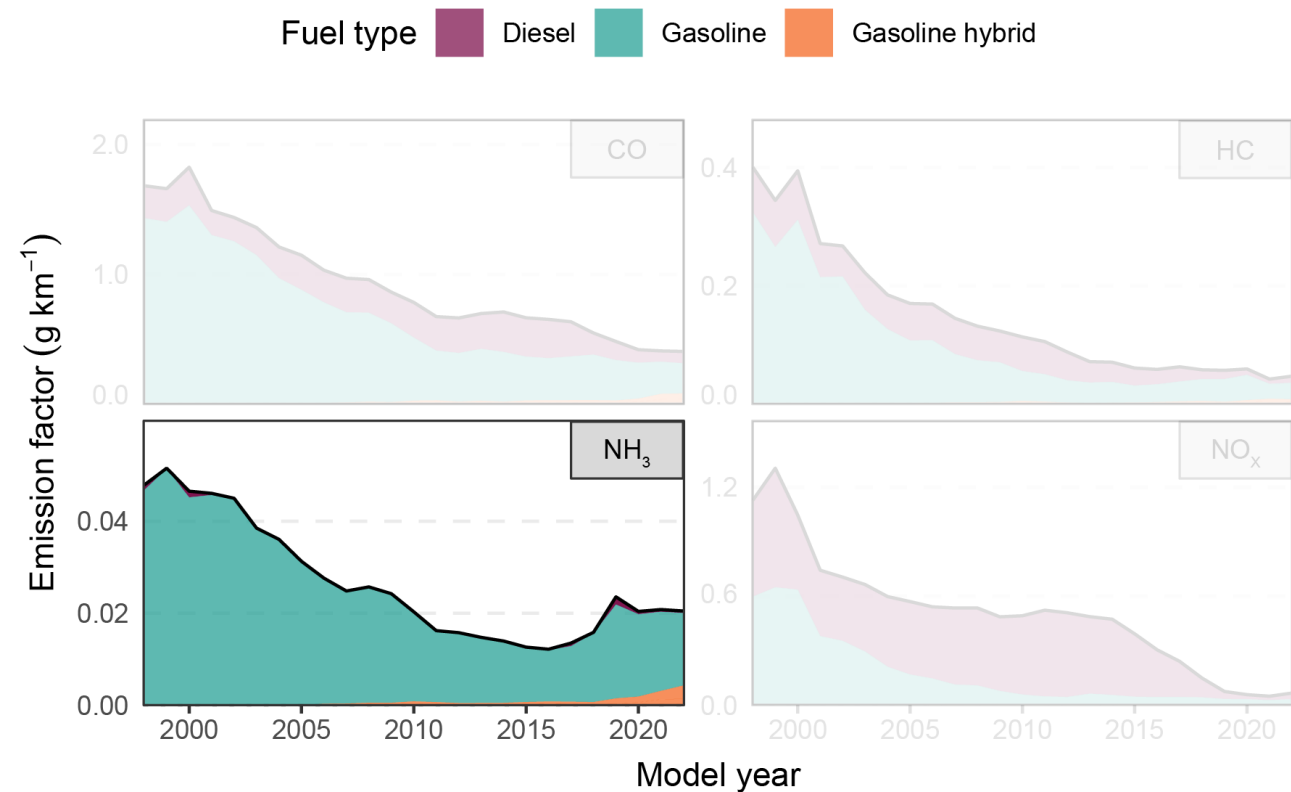 Fuel type Diesel Gasoline Gasoline hybrid
CO
2.0
1.0
0.0
HC
0.4
0.2
0.0
NH₃
0.04
0.02
0.00
2000 2005 2010 2015 2020
NOₓ
1.2
0.6
0.0
2000 2005 2010 2015 2020
Emission factor (g km⁻¹)
Model year